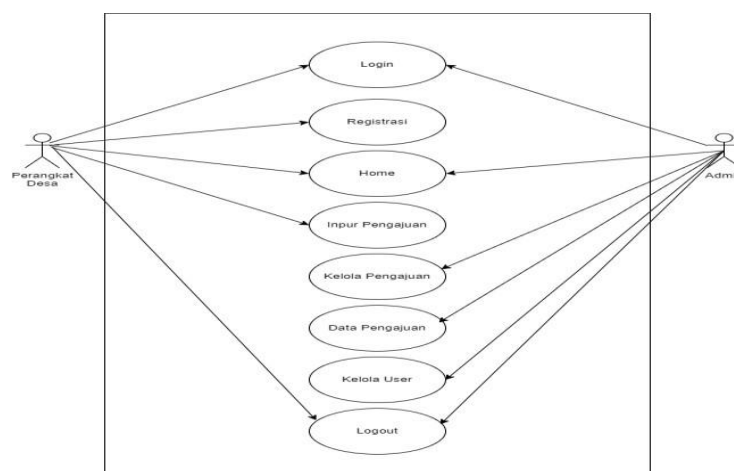 Login
Registrasi
Perangkat
Desa
Home
Admi
Inpur Pengajuan
Kelola Pengajuan
Data Pengajuan
Kelola User
Logout